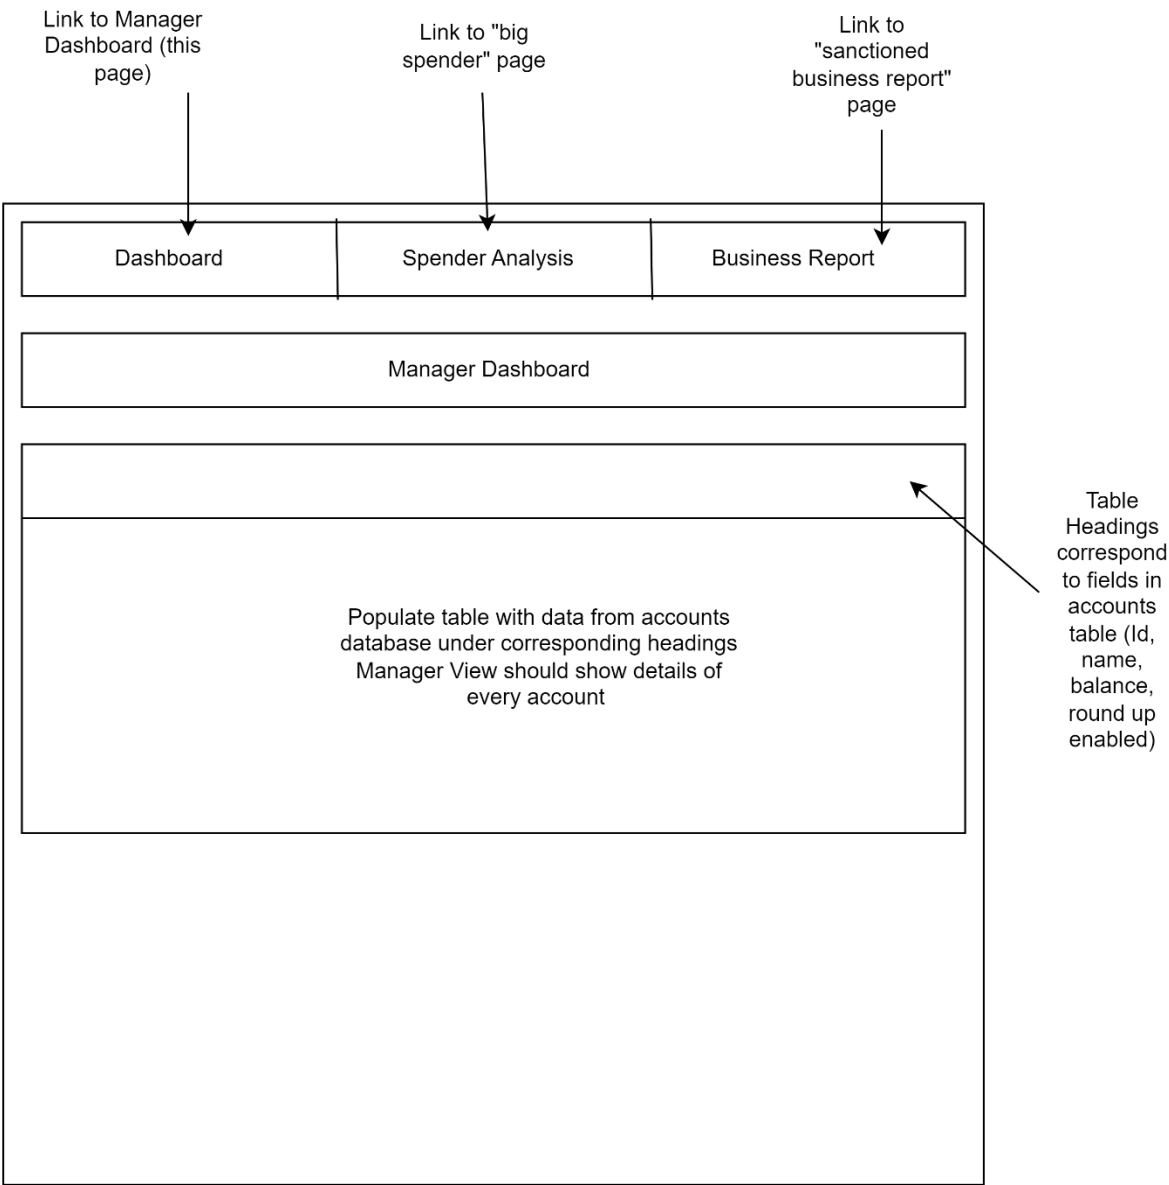 Link to Manager
Dashboard (this
page)
Link to "big
spender" page
Link to
"sanctioned
business report"
page
Dashboard
Spender Analysis
Business Report
Manager Dashboard
Table
Headings
correspond
to fields in
accounts
table (Id,
name,
balance,
round up
enabled)
Populate table with data from accounts
database under corresponding headings
Manager View should show details of
every account